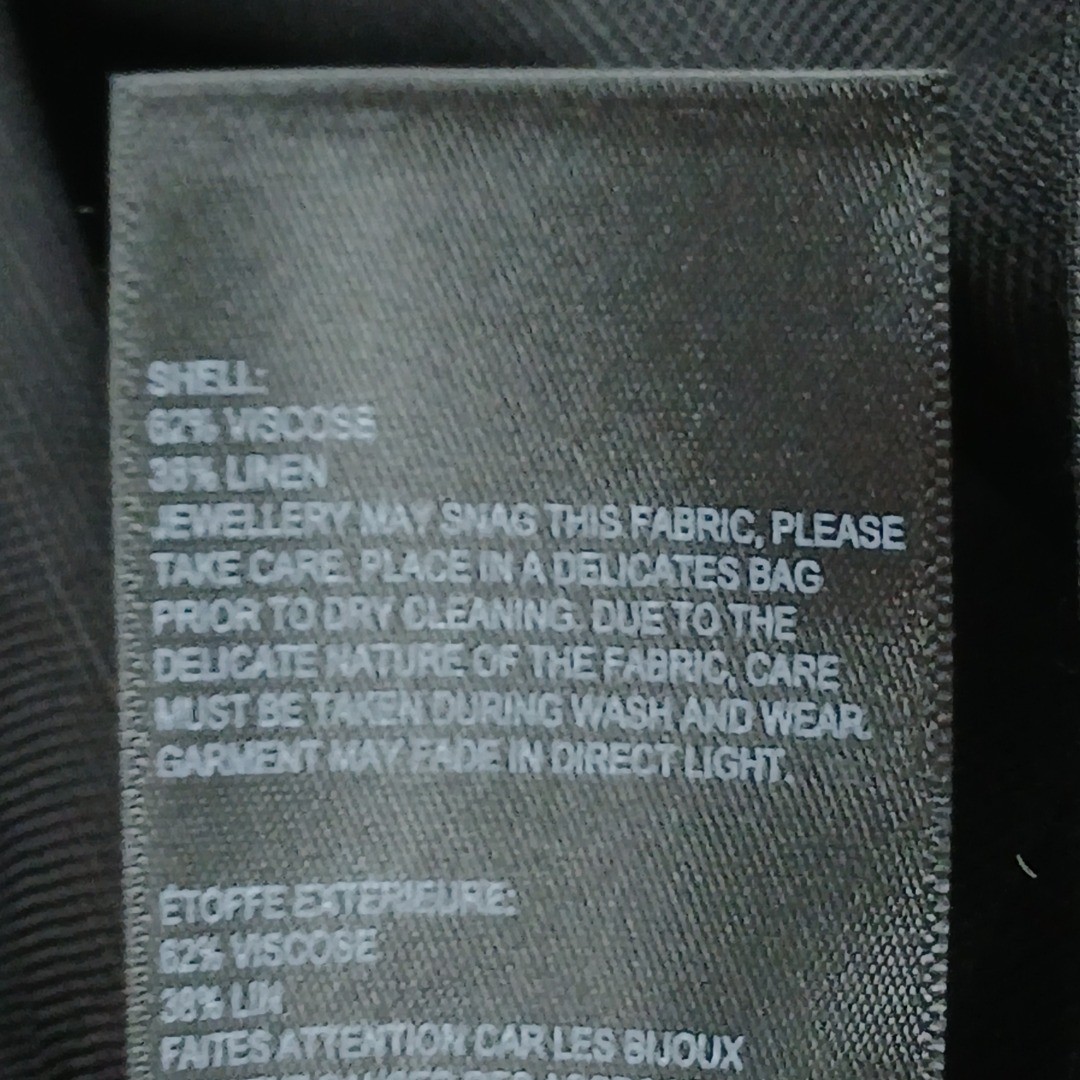 SHELL:
62% VISCOSE
38% LINEN
JEWELLERY MAY SNAG THIS FABRIC, PLEASE
TAKE CARE. PLACE IN A DELICATES BAG
PRIOR TO DRY CLEANING. DUE TO THE
DELICATE NATURE OF THE FABRIC, CARE
MUST BE TAKEN DURING WASH AND WEAR.
GARMENT MAY FADE IN DIRECT LIGHT.
ÉTOFFE EXTERIEURE:
62% VISCOSE
38% LIN
FAITES ATTENTION CAR LES BIJOUX